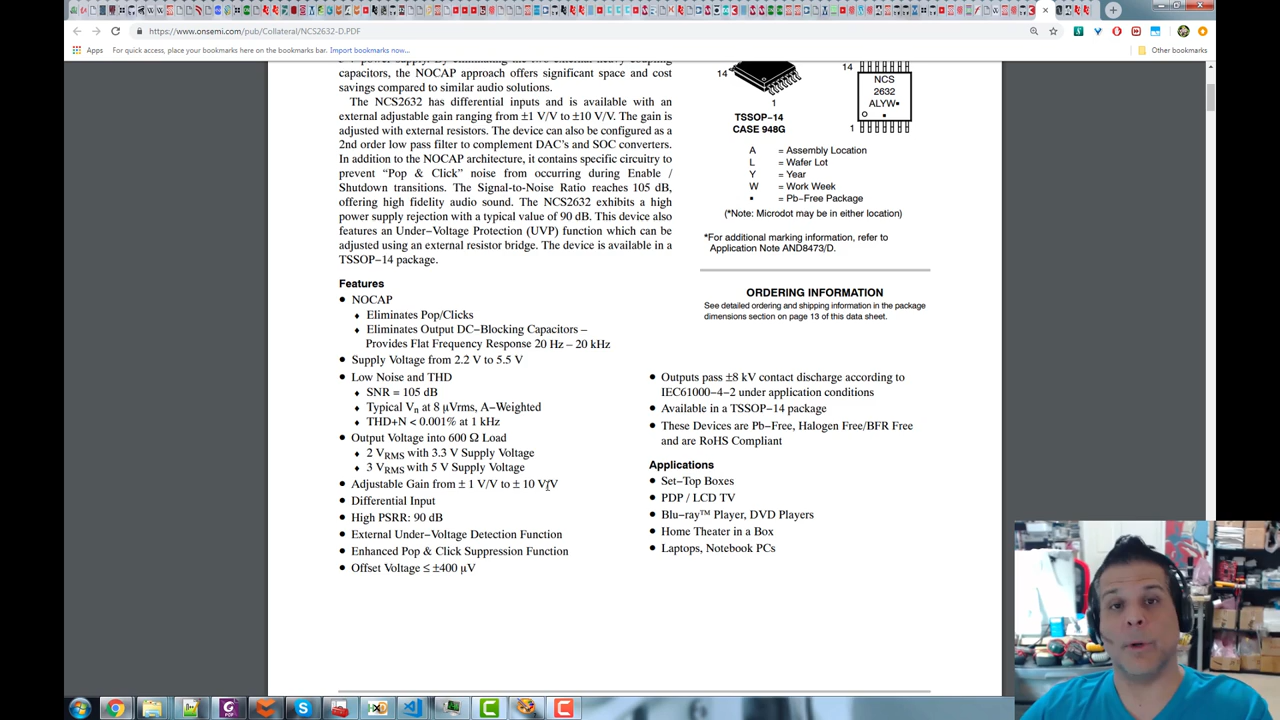 https://www.onsemi.com/pub/Collateral/NCS2632-D.PDF
Apps
For quick access, place your bookmarks here on the bookmarks bar. Import bookmarks now...
Other bookmarks
capacitors, the NOCAP approach offers significant space and cost
savings compared to similar audio solutions.
The NCS2632 has differential inputs and is available with an
external adjustable gain ranging from ±1 V/V to ±10 V/V. The gain is
adjusted with external resistors. The device can also be configured as a
2nd order low pass filter to complement DAC's and SOC converters.
In addition to the NOCAP architecture, it contains specific circuitry to
prevent “Pop & Click” noise from occurring during Enable /
Shutdown transitions. The Signal-to-Noise Ratio reaches 105 dB,
offering high fidelity audio sound. The NCS2632 exhibits a high
power supply rejection with a typical value of 90 dB. This device also
features an Under−Voltage Protection (UVP) function which can be
adjusted using an external resistor bridge. The device is available in a
TSSOP−14 package.
Features
• NOCAP
♦ Eliminates Pop/Clicks
♦ Eliminates Output DC−Blocking Capacitors –
Provides Flat Frequency Response 20 Hz – 20 kHz
• Supply Voltage from 2.2 V to 5.5 V
• Low Noise and THD
♦ SNR = 105 dB
♦ Typical Vn at 8 µVrms, A−Weighted
♦ THD+N < 0.001% at 1 kHz
• Output Voltage into 600 Ω Load
♦ 2 VRMS with 3.3 V Supply Voltage
♦ 3 VRMS with 5 V Supply Voltage
• Adjustable Gain from ± 1 V/V to ± 10 V/V
• Differential Input
• High PSRR: 90 dB
• External Under−Voltage Detection Function
• Enhanced Pop & Click Suppression Function
• Offset Voltage ≤ ±400 µV
14
1
TSSOP−14
CASE 948G
14
NCS
2632
ALYW▪
▪
1
A = Assembly Location
L = Wafer Lot
Y = Year
W = Work Week
▪ = Pb−Free Package
(*Note: Microdot may be in either location)
*For additional marking information, refer to
Application Note AND8473/D.
ORDERING INFORMATION
See detailed ordering and shipping information in the package
dimensions section on page 13 of this data sheet.
• Outputs pass ±8 kV contact discharge according to
IEC61000−4−2 under application conditions
• Available in a TSSOP−14 package
• These Devices are Pb−Free, Halogen Free/BFR Free
and are RoHS Compliant
Applications
• Set−Top Boxes
• PDP / LCD TV
• Blu−ray™ Player, DVD Players
• Home Theater in a Box
• Laptops, Notebook PCs